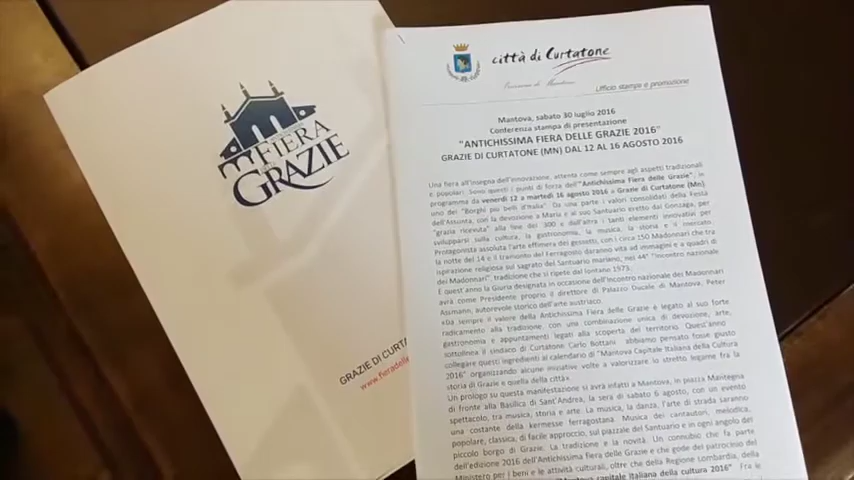 FIERA
delle
GRAZIE
GRAZIE DI CURTA
www.fieradelle
Città di Curtatone
Provincia di Mantova
Ufficio stampa e promozione
Mantova, sabato 30 luglio 2016
Conferenza stampa di presentazione
"ANTICHISSIMA FIERA DELLE GRAZIE 2016"
GRAZIE DI CURTATONE (MN) DAL 12 AL 16 AGOSTO 2016
Una fiera all'insegna dell'innovazione, attenta come sempre agli aspetti tradizionali
e popolari. Sono questi i punti di forza dell'"Antichissima Fiera delle Grazie", in
programma da venerdì 12 a martedì 16 agosto 2016 a Grazie di Curtatone (Mn),
uno dei "Borghi più belli d'Italia". Da una parte i valori consolidati della Festa
dell'Assunta, con la devozione a Maria e al suo Santuario eretto dai Gonzaga, per
"grazia ricevuta" alla fine del '300 e dall'altra i tanti elementi innovativi per
svilupparsi: sulla cultura, la gastronomia, la musica, la storia e il mercato.
Protagonista assoluta l'arte effimera dei gessetti, con i circa 150 Madonnari che tra
la notte del 14 e il tramonto del Ferragosto daranno vita ad immagini e a quadri di
ispirazione religiosa sul sagrato del Santuario mariano, nel 44° "Incontro nazionale
dei Madonnari", tradizione che si ripete dal lontano 1973.
E quest'anno la Giuria designata in occasione dell'Incontro Nazionale dei Madonnari
avrà come Presidente proprio il direttore di Palazzo Ducale di Mantova, Peter
Assmann, autorevole storico dell'arte austriaco.
«Da sempre il valore della Antichissima Fiera delle Grazie è legato al suo forte
radicamento alla tradizione, con una combinazione unica di devozione, arte,
gastronomia e appuntamenti legati alla scoperta del territorio. Quest'anno,
sottolinea il sindaco di Curtatone, Carlo Bottani, abbiamo pensato fosse giusto
collegare questi ingredienti al calendario di "Mantova Capitale Italiana della Cultura
2016", organizzando alcune iniziative volte a valorizzare lo stretto legame fra la
storia di Grazie e quella della città».
Un prologo su questa manifestazione si avrà infatti a Mantova, in piazza Mantegna
di fronte alla Basilica di Sant'Andrea, la sera di sabato 6 agosto, con un evento
spettacolo, tra musica, storia e arte. La musica, la danza, l'arte di strada saranno
una costante della kermesse ferragostana. Musica dei cantautori, melodica,
popolare, classica, di facile approccio, sul piazzale del Santuario e in ogni angolo del
piccolo borgo di Grazie. La tradizione e la novità. Un connubio che fa parte
dell'edizione 2016 dell'Antichissima Fiera delle Grazie e che gode del patrocinio del
Ministero per i beni e le attività culturali, oltre che della Regione Lombardia, della
"Mantova capitale italiana della cultura 2016". Fra le